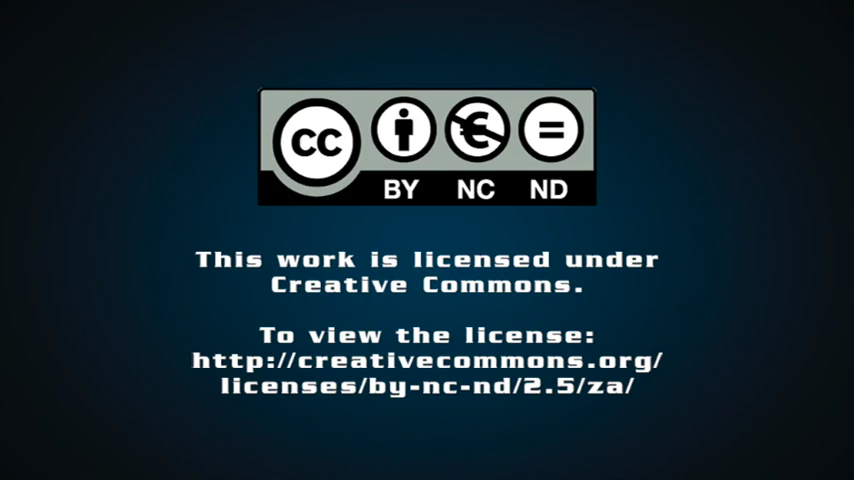 CC
BY NC ND
This work is licensed under
Creative Commons.
To view the license:
http://creativecommons.org/
licenses/by-nc-nd/2.5/za/